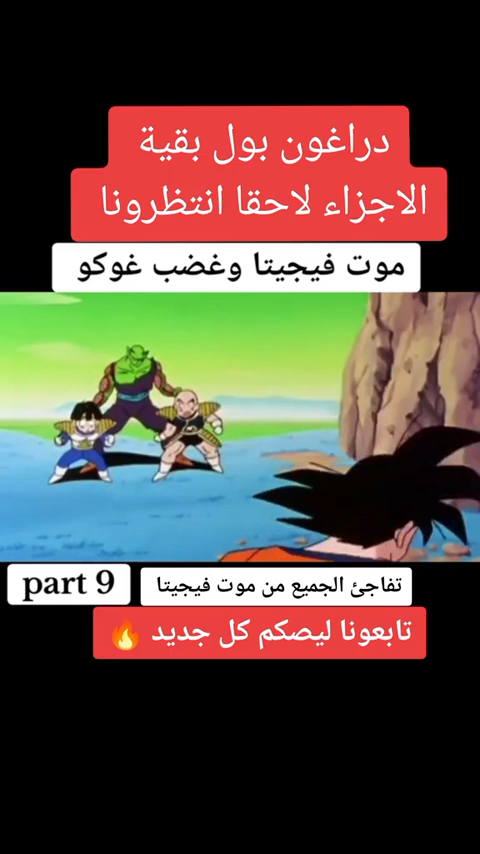 دراغون بول بقية
الاجزاء لاحقا انتظرونا
موت فيجيتا وغضب غوكو
part 9
تفاجئ الجميع من موت فيجيتا
تابعونا ليصكم كل جديد 🔥